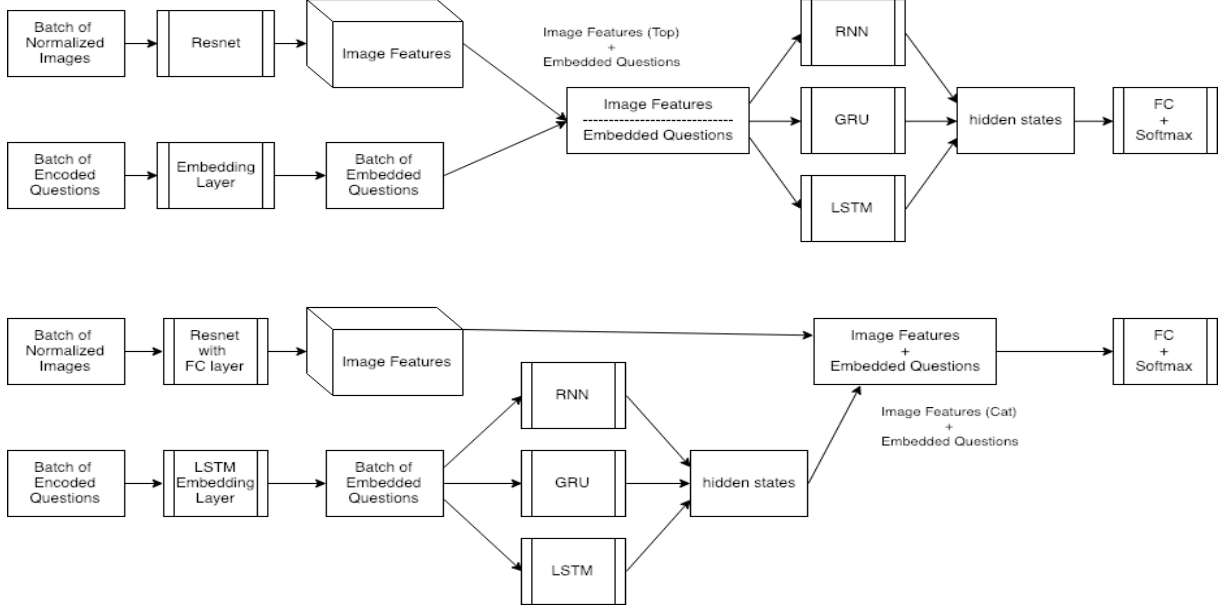 Batch of
Normalized
Images
Resnet
Image Features
Image Features (Top)
+
Embedded Questions
Image Features
Embedded Questions
RNN
GRU
LSTM
hidden states
FC
+
Softmax
Batch of
Encoded
Questions
Embedding
Layer
Batch of
Embedded
Questions
Batch of
Normalized
Images
Resnet
with
FC layer
Image Features
Image Features
+
Embedded Questions
FC
+
Softmax
Image Features (Cat)
+
Embedded Questions
Batch of
Encoded
Questions
LSTM
Embedding
Layer
Batch of
Embedded
Questions
RNN
GRU
LSTM
hidden states